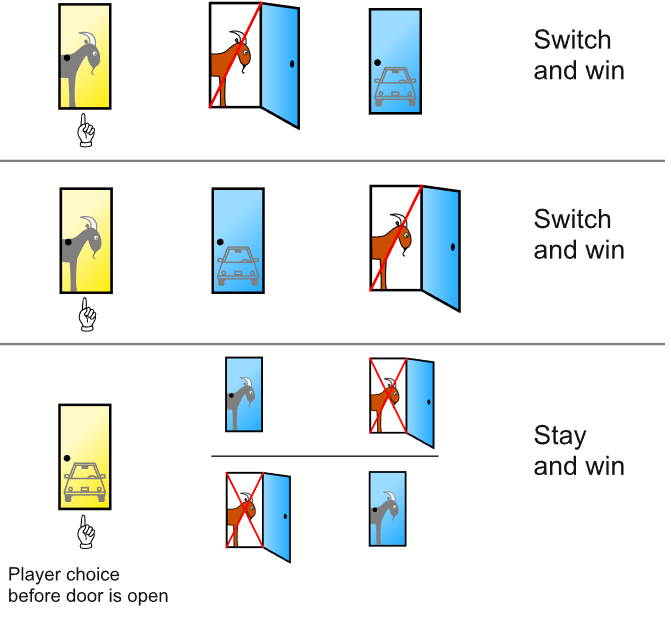 Switch
and win
Switch
and win
Stay
and win
Player choice
before door is open